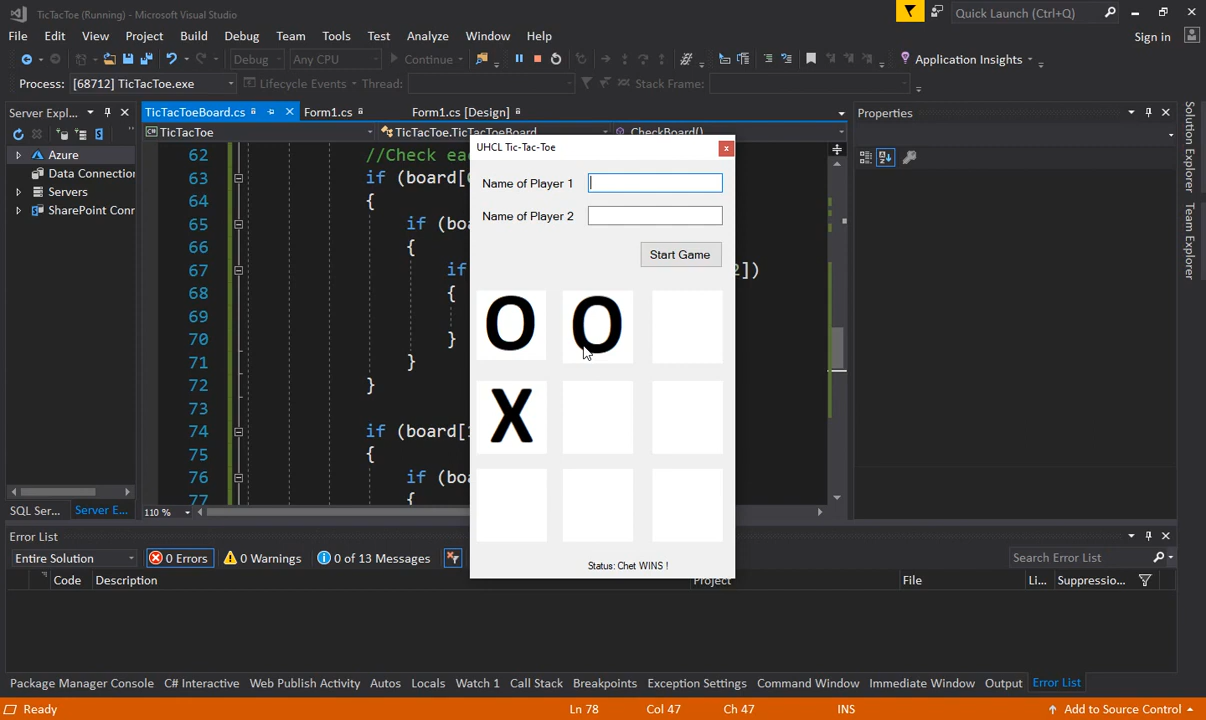 TicTacToe (Running) - Microsoft Visual Studio
Quick Launch (Ctrl+Q)
File Edit View Project Build Debug Team Tools Test Analyze Window Help
Sign in
Debug Any CPU Continue Application Insights
Process: [68712] TicTacToe.exe Lifecycle Events Thread: Stack Frame:
Server Expl...
TicTacToeBoard.cs Form1.cs Form1.cs [Design]
Properties
TicTacToe TicTacToe.TicTacToeBoard CheckBoard()
Azure
Data Connection
Servers
SharePoint Conn
SQL Ser... Server E...
62 //Check ea
63 if (board[
64 {
65 if (boa
66 {
67 if 2])
68 {
69
70 }
71 }
72 }
73
74 if (board[
75 {
76 if (boa
77 {
110 %
UHCL Tic-Tac-Toe
x
Name of Player 1
Name of Player 2
Start Game
O O
X
Status: Chet WINS !
Solution Explorer
Team Explorer
Error List
Entire Solution 0 Errors 0 Warnings 0 of 13 Messages Search Error List
Code Description Project File Li... Suppressio...
Package Manager Console C# Interactive Web Publish Activity Autos Locals Watch 1 Call Stack Breakpoints Exception Settings Command Window Immediate Window Output Error List
Ready Ln 78 Col 47 Ch 47 INS Add to Source Control